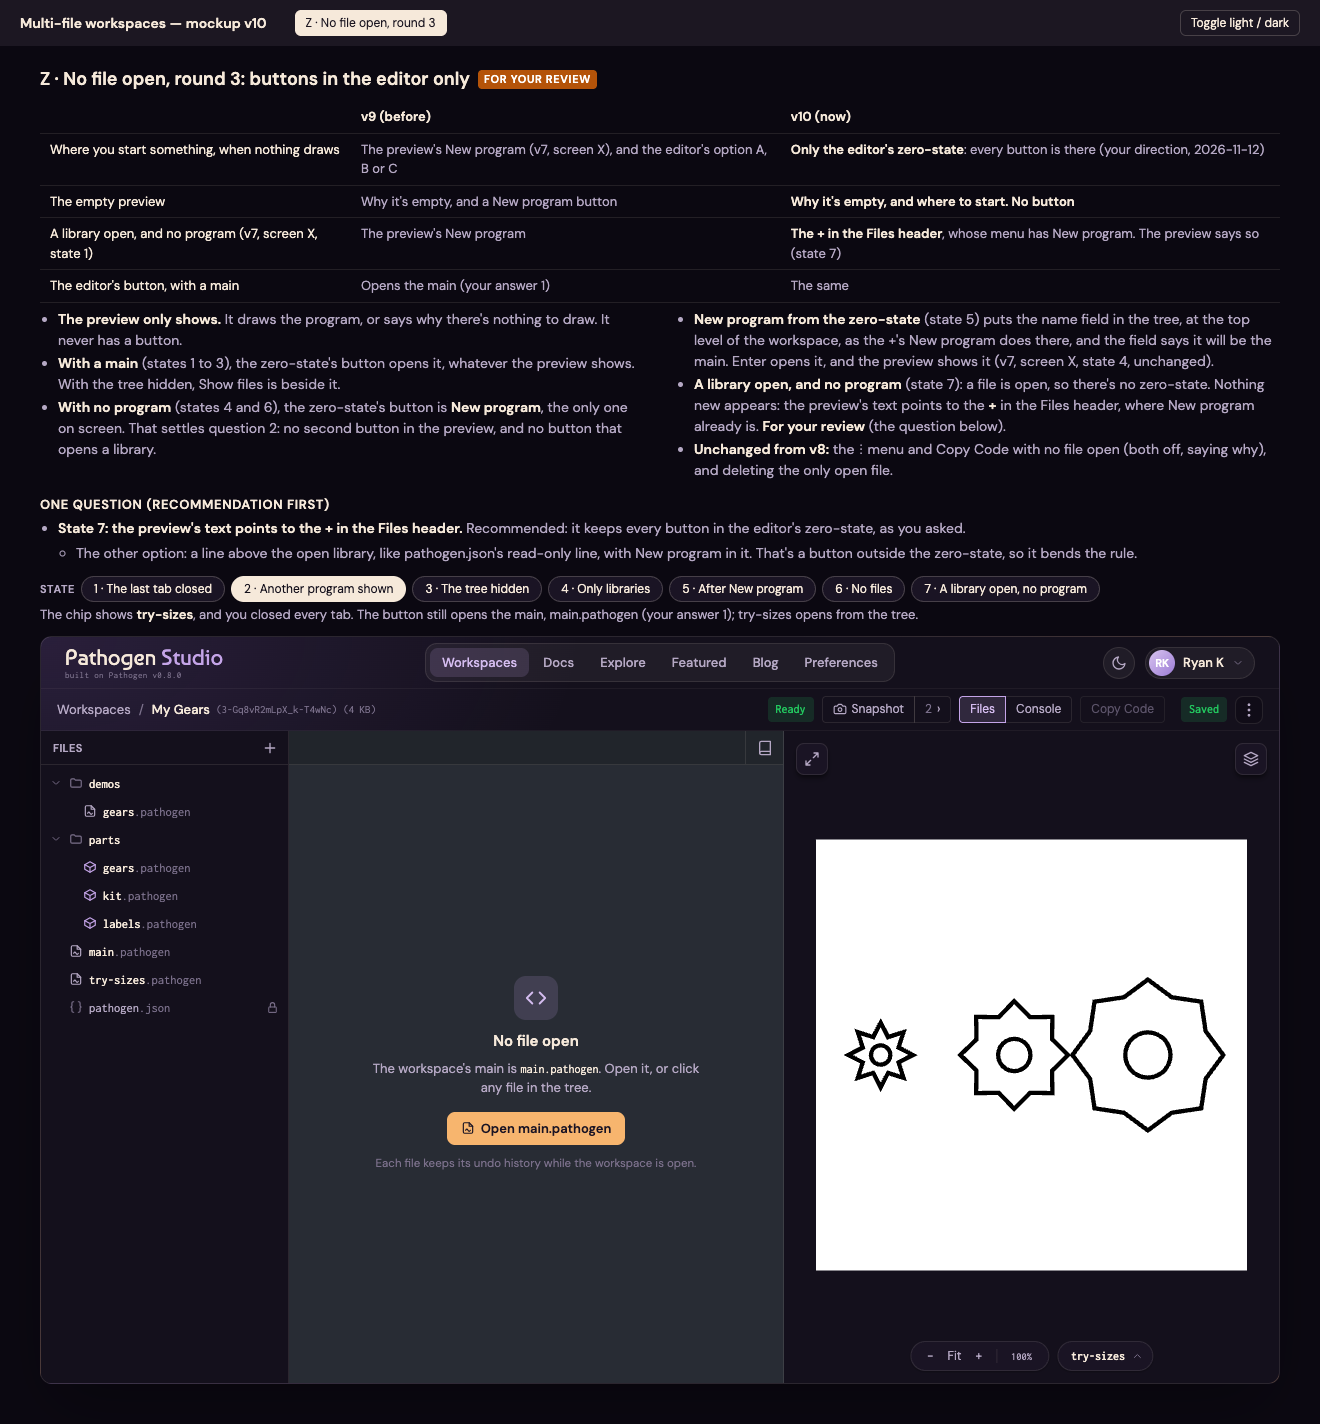 Multi-file workspaces — mockup v10
Z · No file open, round 3
Toggle light / dark
Z · No file open, round 3: buttons in the editor only
FOR YOUR REVIEW
v9 (before)
v10 (now)
Where you start something, when nothing draws
The preview's New program (v7, screen X), and the editor's option A,
B or C
Only the editor's zero-state: every button is there (your direction, 2026-11-12)
The empty preview
Why it's empty, and a New program button
Why it's empty, and where to start. No button
A library open, and no program (v7, screen X,
state 1)
The preview's New program
The + in the Files header, whose menu has New program. The preview says so
(state 7)
The editor's button, with a main
Opens the main (your answer 1)
The same
• The preview only shows. It draws the program, or says why there's nothing to draw. It
never has a button.
• With a main (states 1 to 3), the zero-state's button opens it, whatever the preview shows.
With the tree hidden, Show files is beside it.
• With no program (states 4 and 6), the zero-state's button is New program, the only one
on screen. That settles question 2: no second button in the preview, and no button that
opens a library.
• New program from the zero-state (state 5) puts the name field in the tree, at the top
level of the workspace, as the +'s New program does there, and the field says it will be the
main. Enter opens it, and the preview shows it (v7, screen X, state 4, unchanged).
• A library open, and no program (state 7): a file is open, so there's no zero-state. Nothing
new appears: the preview's text points to the + in the Files header, where New program
already is. For your review (the question below).
• Unchanged from v8: the ⋮ menu and Copy Code with no file open (both off, saying why),
and deleting the only open file.
ONE QUESTION (RECOMMENDATION FIRST)
• State 7: the preview's text points to the + in the Files header. Recommended: it keeps every button in the editor's zero-state, as you asked.
○ The other option: a line above the open library, like pathogen.json's read-only line, with New program in it. That's a button outside the zero-state, so it bends the rule.
STATE
1 · The last tab closed
2 · Another program shown
3 · The tree hidden
4 · Only libraries
5 · After New program
6 · No files
7 · A library open, no program
The chip shows try-sizes, and you closed every tab. The button still opens the main, main.pathogen (your answer 1); try-sizes opens from the tree.
Pathogen Studio
built on Pathogen v0.8.0
Workspaces
Docs
Explore
Featured
Blog
Preferences
RK
Ryan K
Workspaces / My Gears (3-Gq8vR2mLpX_k-T4wNc) (4 KB)
Ready
Snapshot
2 ›
Files
Console
Copy Code
Saved
FILES
demos
gears.pathogen
parts
gears.pathogen
kit.pathogen
labels.pathogen
main.pathogen
try-sizes.pathogen
{} pathogen.json
No file open
The workspace's main is main.pathogen. Open it, or click
any file in the tree.
Open main.pathogen
Each file keeps its undo history while the workspace is open.
− Fit + 100%
try-sizes